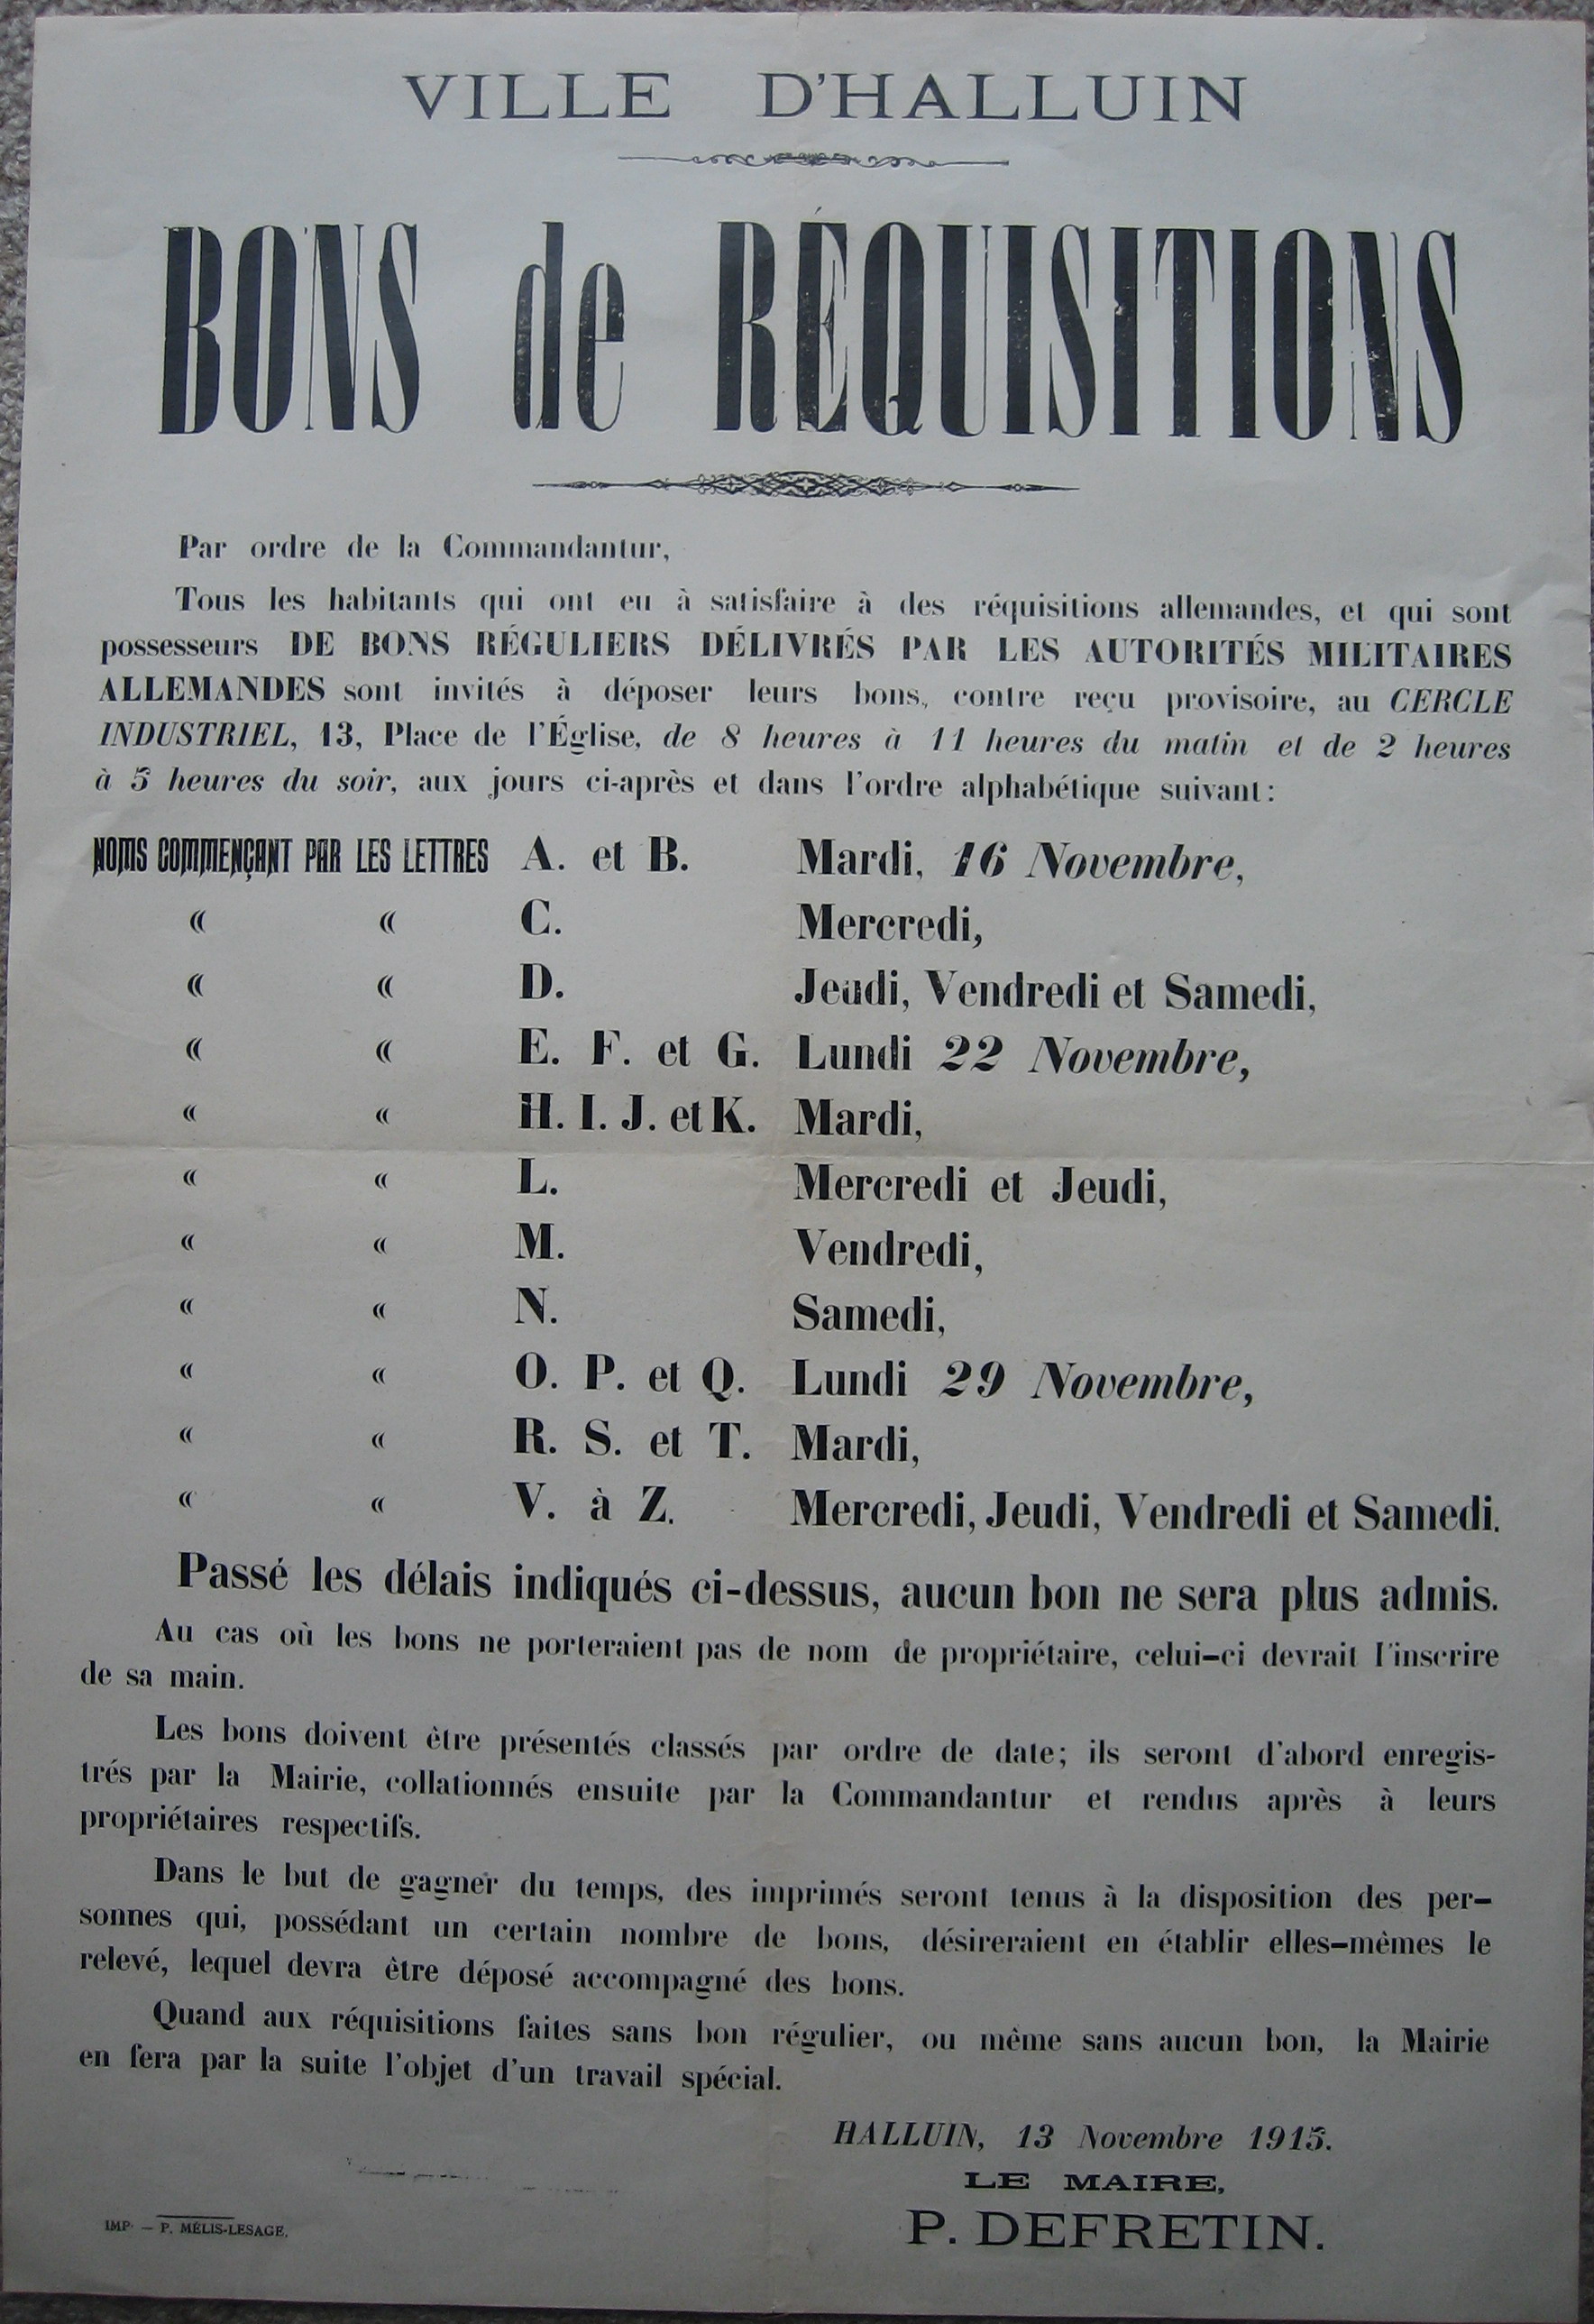 VILLE D'HALLUIN
BONS de RÉQUISITIONS
Par ordre de la Commandantur,
Tous les habitants qui ont eu à satisfaire à des réquisitions allemandes, et qui sont
possesseurs DE BONS RÉGULIERS DÉLIVRÉS PAR LES AUTORITÉS MILITAIRES
ALLEMANDES sont invités à déposer leurs bons, contre reçu provisoire, au CERCLE
INDUSTRIEL, 13, Place de l'Église, de 8 heures à 11 heures du matin et de 2 heures
à 5 heures du soir, aux jours ci-après et dans l'ordre alphabétique suivant:
NOMS COMMENÇANT PAR LES LETTRES A. et B. Mardi, 16 Novembre,
« « C. Mercredi,
« « D. Jeudi, Vendredi et Samedi,
« « E. F. et G. Lundi 22 Novembre,
« « H. I. J. et K. Mardi,
« « L. Mercredi et Jeudi,
« « M. Vendredi,
« « N. Samedi,
« « O. P. et Q. Lundi 29 Novembre,
« « R. S. et T. Mardi,
« « V. à Z. Mercredi, Jeudi, Vendredi et Samedi.
Passé les délais indiqués ci-dessus, aucun bon ne sera plus admis.
Au cas où les bons ne porteraient pas de nom de propriétaire, celui-ci devrait l'inscrire
de sa main.
Les bons doivent être présentés classés par ordre de date; ils seront d'abord enregis-
trés par la Mairie, collationnés ensuite par la Commandantur et rendus après à leurs
propriétaires respectifs.
Dans le but de gagner du temps, des imprimés seront tenus à la disposition des per-
sonnes qui, possédant un certain nombre de bons, désireraient en établir elles-mèmes le
relevé, lequel devra être déposé accompagné des bons.
Quand aux réquisitions faites sans bon régulier, ou mème sans aucun bon, la Mairie
en fera par la suite l'objet d'un travail spécial.
HALLUIN, 13 Novembre 1915.
LE MAIRE,
P. DEFRETIN.
IMP. — P. MÉLIS-LESAGE.